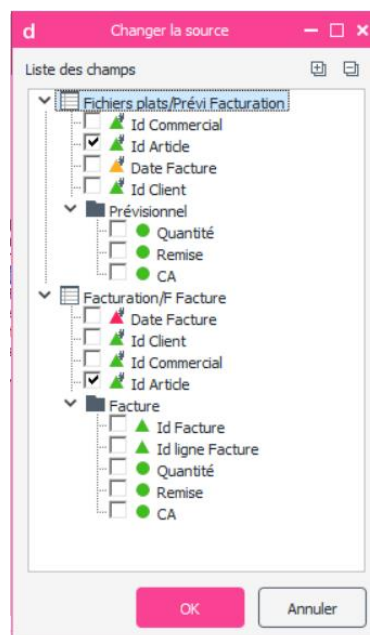 d Changer la source
Liste des champs
Fichiers plats/Prévi Facturation
Id Commercial
Id Article
Date Facture
Id Client
Prévisionnel
Quantité
Remise
CA
Facturation/F Facture
Date Facture
Id Client
Id Commercial
Id Article
Facture
Id Facture
Id ligne Facture
Quantité
Remise
CA
OK Annuler